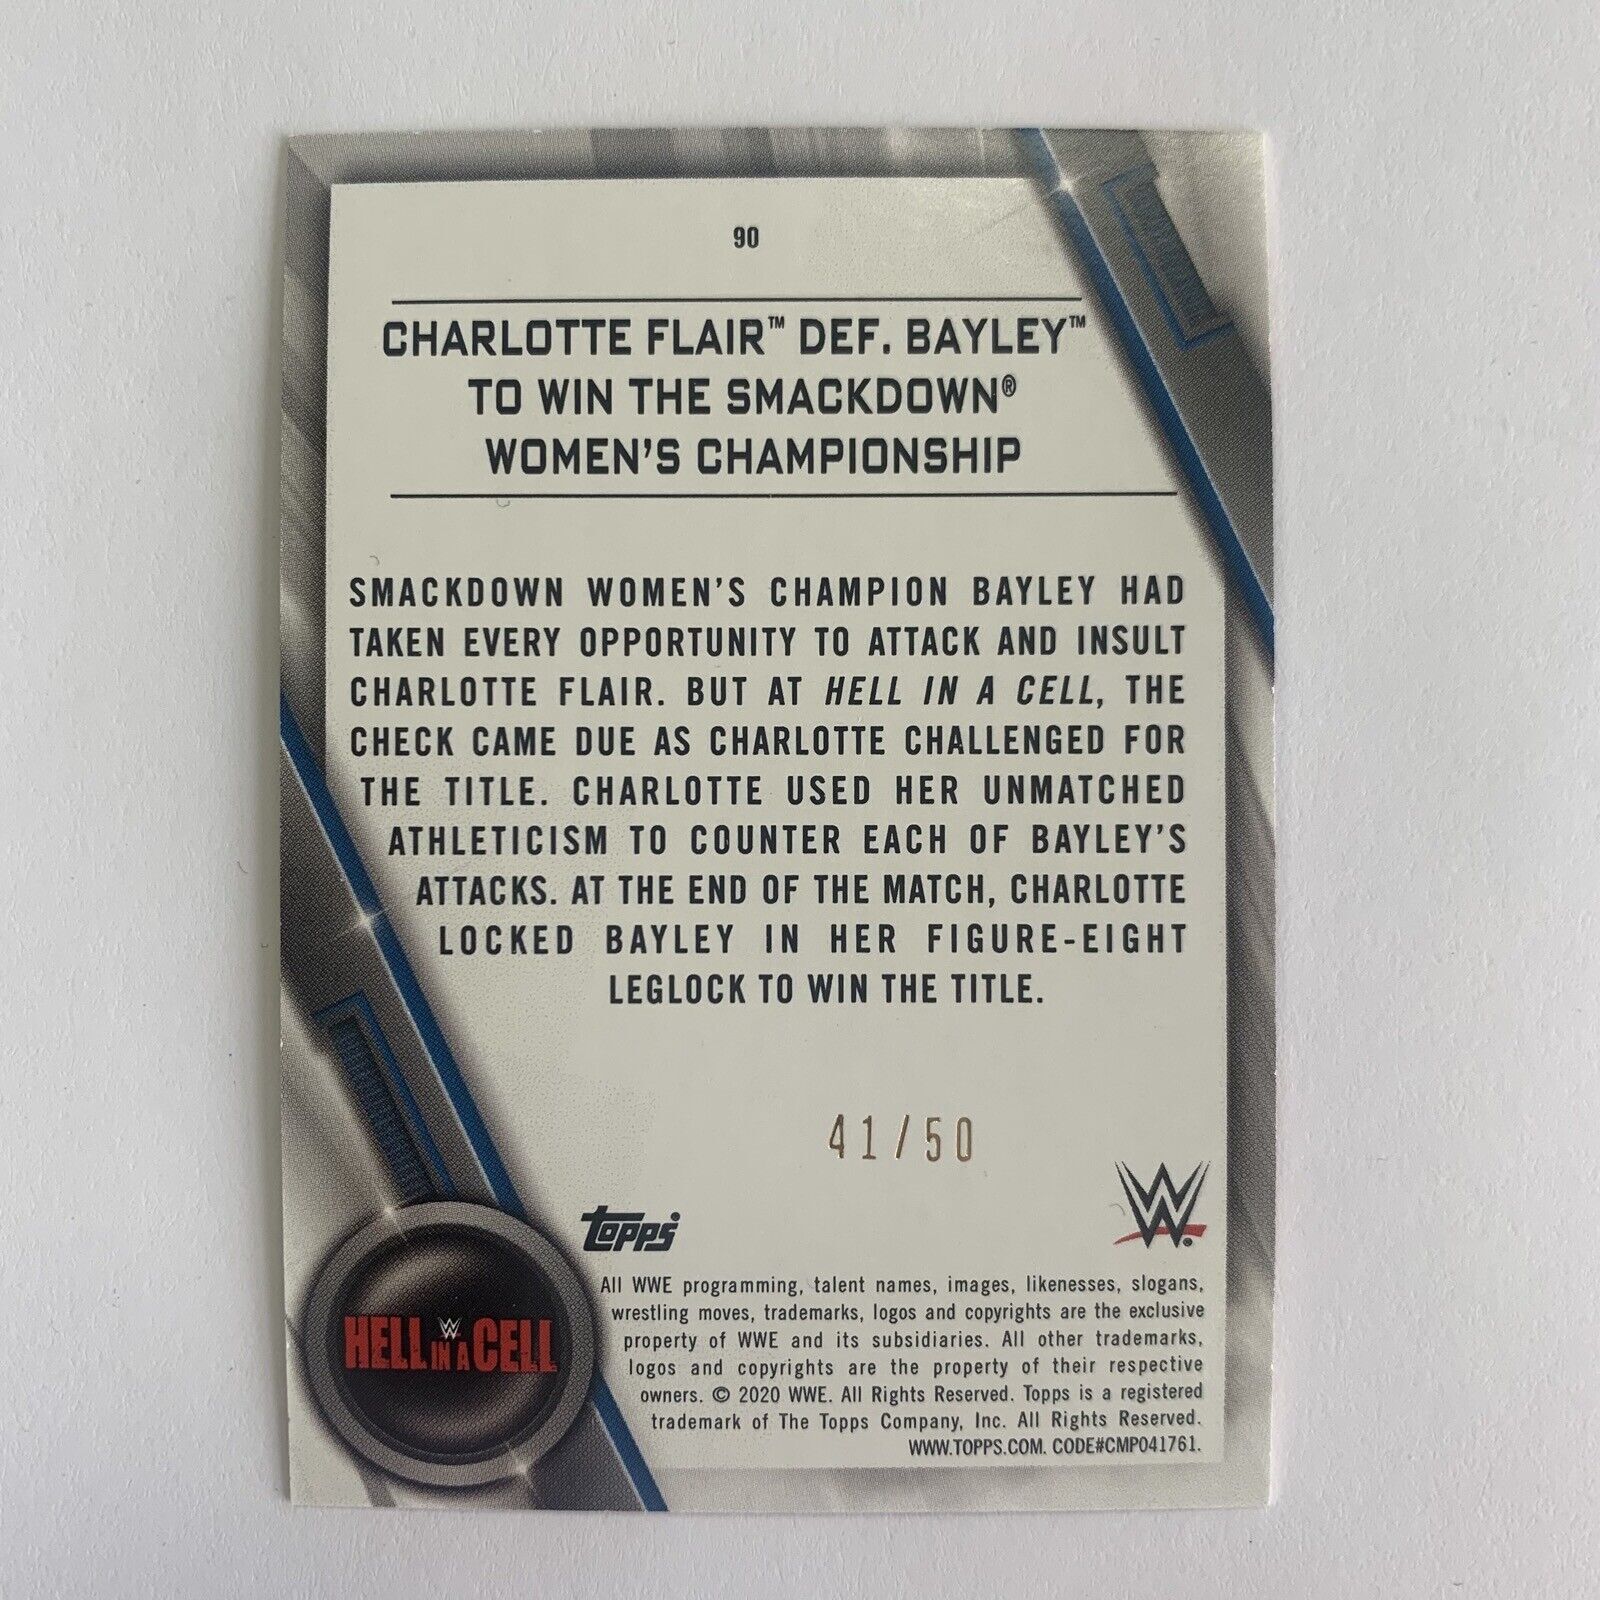 90
CHARLOTTE FLAIR™ DEF. BAYLEY™
TO WIN THE SMACKDOWN®
WOMEN'S CHAMPIONSHIP
SMACKDOWN WOMEN'S CHAMPION BAYLEY HAD
TAKEN EVERY OPPORTUNITY TO ATTACK AND INSULT
CHARLOTTE FLAIR. BUT AT HELL IN A CELL, THE
CHECK CAME DUE AS CHARLOTTE CHALLENGED FOR
THE TITLE. CHARLOTTE USED HER UNMATCHED
ATHLETICISM TO COUNTER EACH OF BAYLEY'S
ATTACKS. AT THE END OF THE MATCH, CHARLOTTE
LOCKED BAYLEY IN HER FIGURE-EIGHT
LEGLOCK TO WIN THE TITLE.
41/50
topps
W
HELL IN A CELL
All WWE programming, talent names, images, likenesses, slogans,
wrestling moves, trademarks, logos and copyrights are the exclusive
property of WWE and its subsidiaries. All other trademarks,
logos and copyrights are the property of their respective
owners. © 2020 WWE. All Rights Reserved. Topps is a registered
trademark of The Topps Company, Inc. All Rights Reserved.
WWW.TOPPS.COM. CODE#CMP041761.